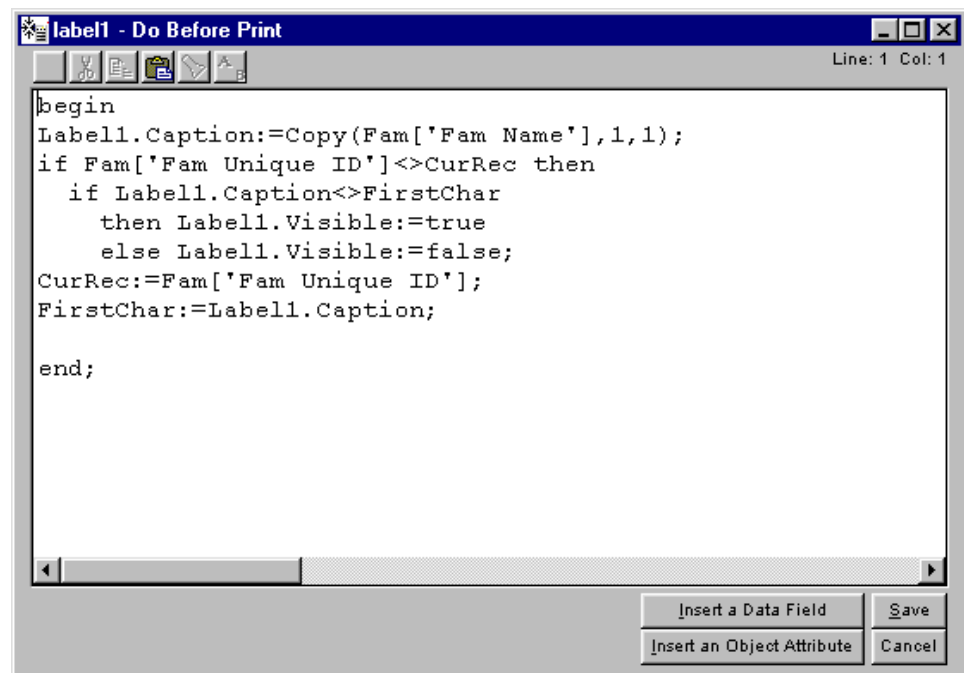 label1 - Do Before Print
Line: 1 Col: 1
begin
Label1.Caption:=Copy(Fam['Fam Name'],1,1);
if Fam['Fam Unique ID']<>CurRec then
  if Label1.Caption<>FirstChar
    then Label1.Visible:=true
    else Label1.Visible:=false;
CurRec:=Fam['Fam Unique ID'];
FirstChar:=Label1.Caption;
end;
Insert a Data Field Save
Insert an Object Attribute Cancel